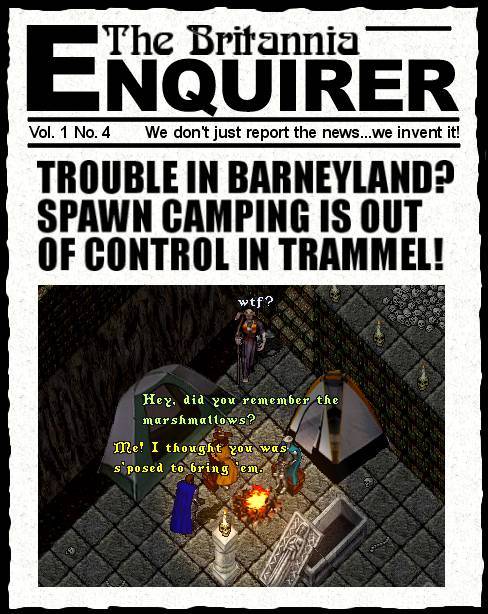 The Britannia
ENQUIRER
Vol. 1 No. 4 We don't just report the news...we invent it!
TROUBLE IN BARNEYLAND?
SPAWN CAMPING IS OUT
OF CONTROL IN TRAMMEL!
wtf?
Hey, did you remember the
marshmallows?
Me! I thought you was
s'posed to bring 'em.